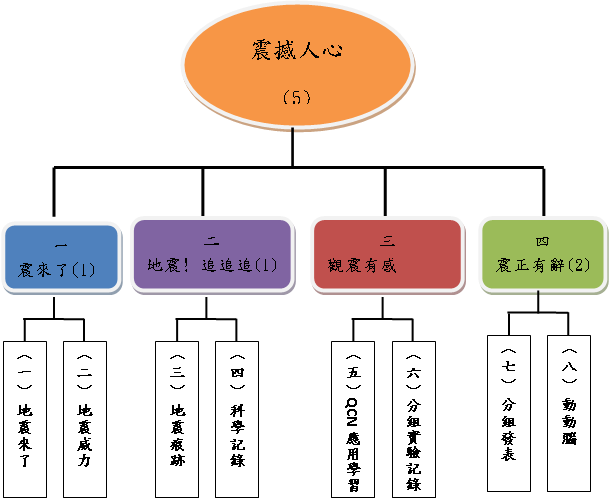 震撼人心
(5)
一
震來了(1)
二
地震! 追追追(1)
三
觀震有感
四
震正有辭(2)
(一) 地震來了
(二) 地震威力
(三) 地震痕跡
(四) 科學記錄
(五) QCN 應用學習
(六) 分組實驗記錄
(七) 分組發表
(八) 動動腦